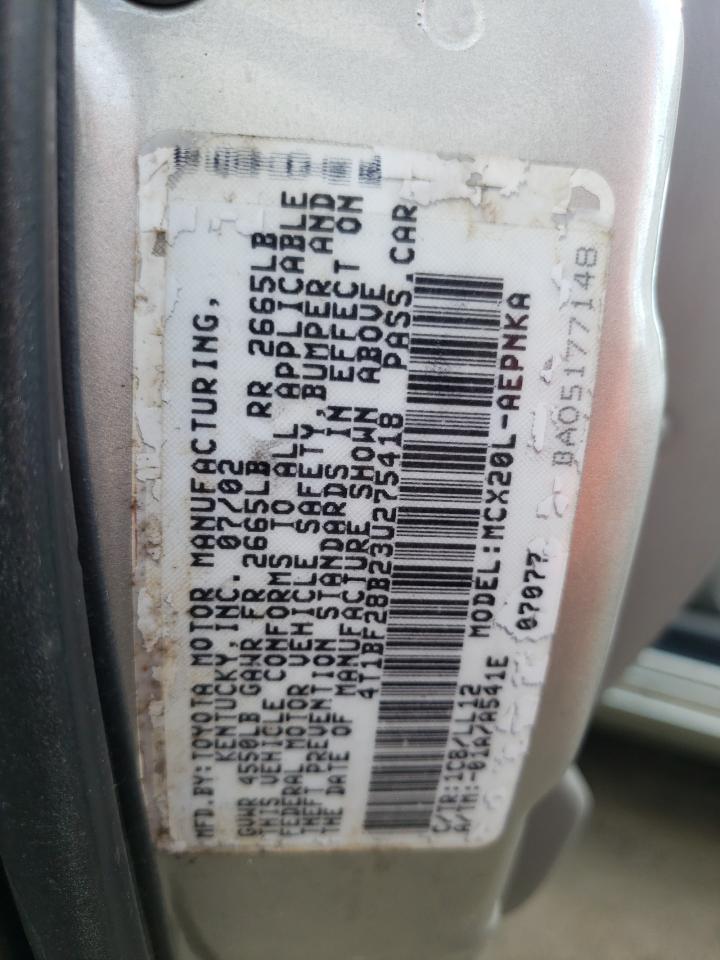 MFD.BY:TOYOTA MOTOR MANUFACTURING,
KENTUCKY, INC. 07/02
GVWR 4550LB GAWR FR 2665LB RR 2665LB
THIS VEHICLE CONFORMS TO ALL APPLICABLE
FEDERAL MOTOR VEHICLE SAFETY,BUMPER AND
THEFT PREVENTION STANDARDS IN EFFECT ON
THE DATE OF MANUFACTURE SHOWN ABOVE
4T1BF28B23U275418 PASS.CAR
C/TR:1C8/LL12 MODEL:MCX20L-AEPNKA
A/TM:-01A/A541E 07077
BA05177148